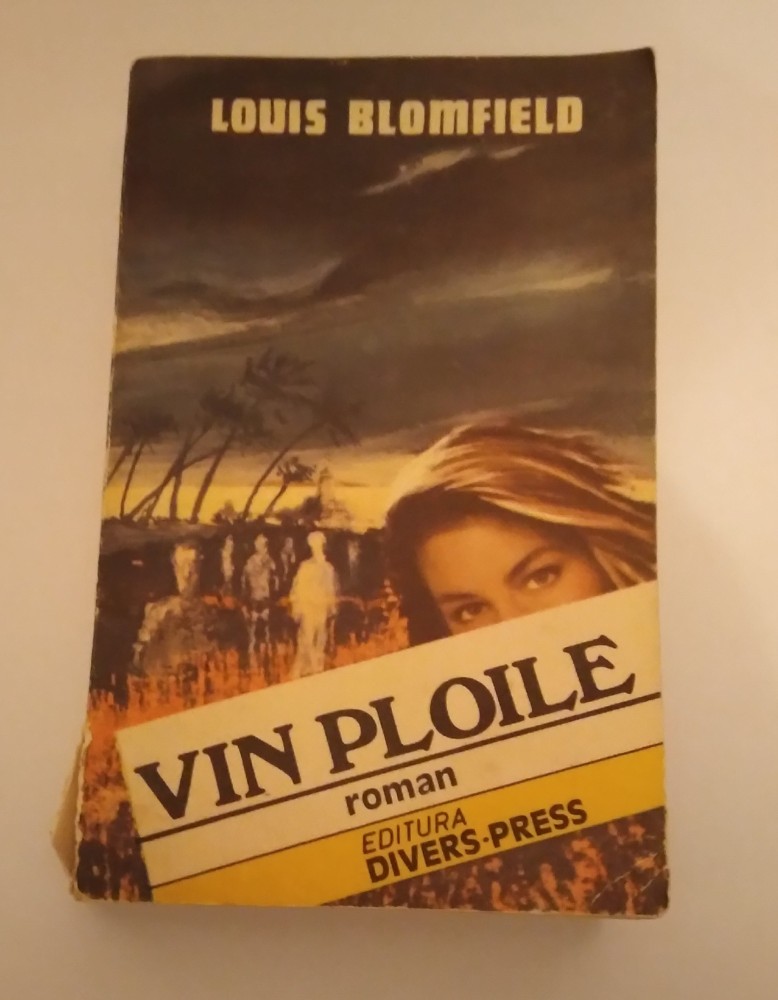 LOUIS BLOMFIELD
VIN PLOILE
roman
EDITURA
DIVERS-PRESS